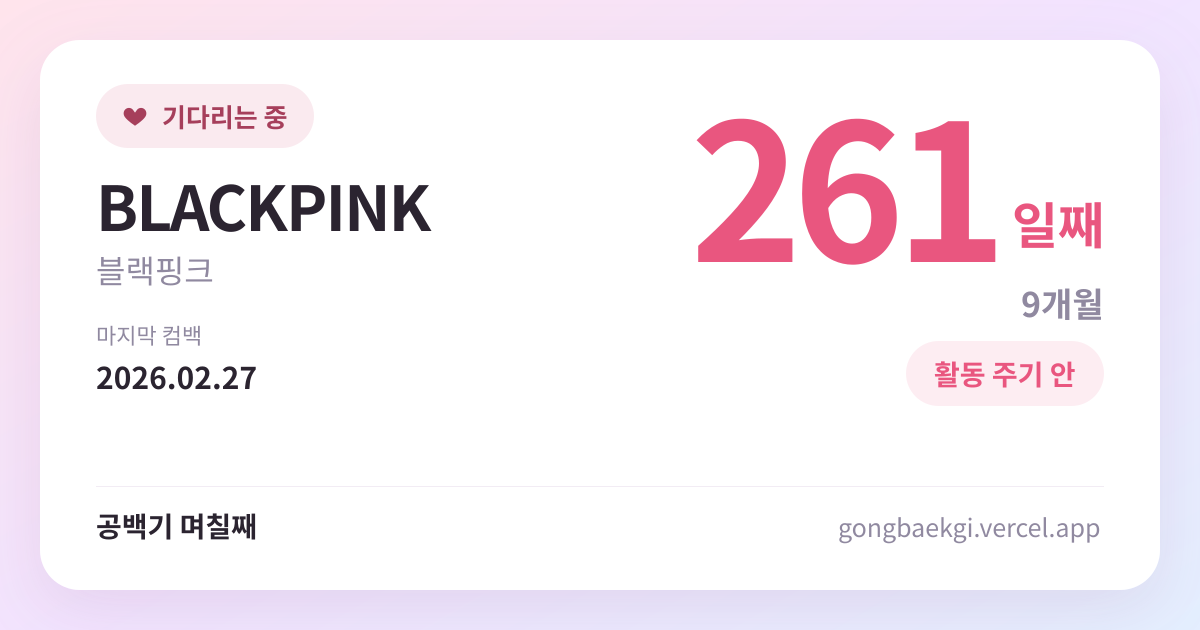 기다리는 중
BLACKPINK
블랙핑크
마지막 컴백
2026.02.27
261 일째
9개월
활동 주기 안
공백기 며칠째
gongbaekgi.vercel.app